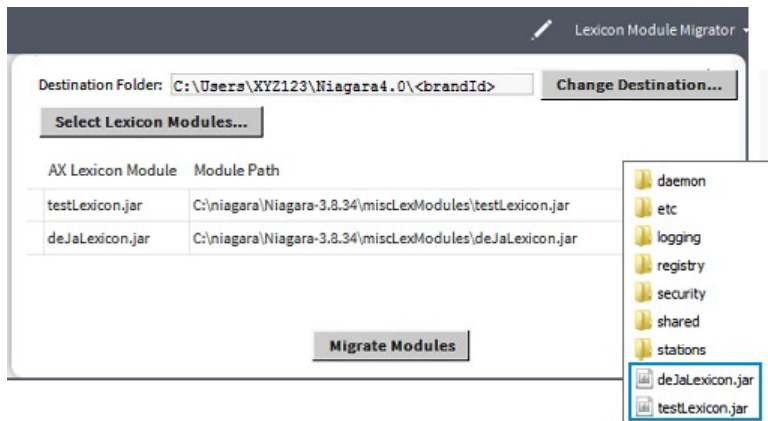 Lexicon Module Migrator
Destination Folder: C:\Users\XYZ123\Niagara4.0\<brandId> Change Destination...
Select Lexicon Modules...
AX Lexicon Module Module Path
testLexicon.jar C:\niagara\Niagara-3.8.34\miscLexModules\testLexicon.jar
deJaLexicon.jar C:\niagara\Niagara-3.8.34\miscLexModules\deJaLexicon.jar
Migrate Modules
daemon
etc
logging
registry
security
shared
stations
deJaLexicon.jar
testLexicon.jar